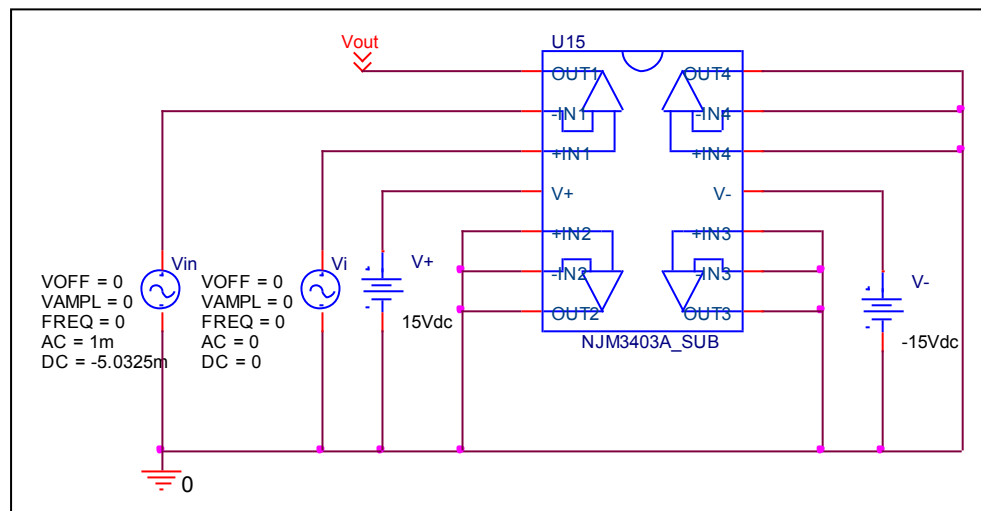 Vout
U15
OUT1
OUT4
-IN1
-IN4
+IN1
+IN4
V+
V-
+IN2
+IN3
-IN2
-IN3
OUT2
OUT3
NJM3403A_SUB
Vin
VOFF = 0
VAMPL = 0
FREQ = 0
AC = 1m
DC = -5.0325m
Vi
VOFF = 0
VAMPL = 0
FREQ = 0
AC = 0
DC = 0
V+
15Vdc
V-
-15Vdc
0